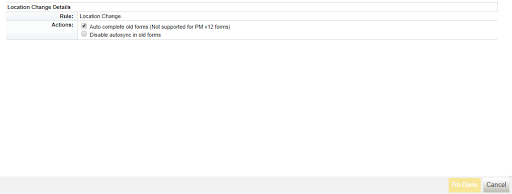 Location Change Details
Rule: Location Change
Actions: Auto complete old forms (Not supported for PM v12 forms)
Disable autosync in old forms
I'm Done Cancel